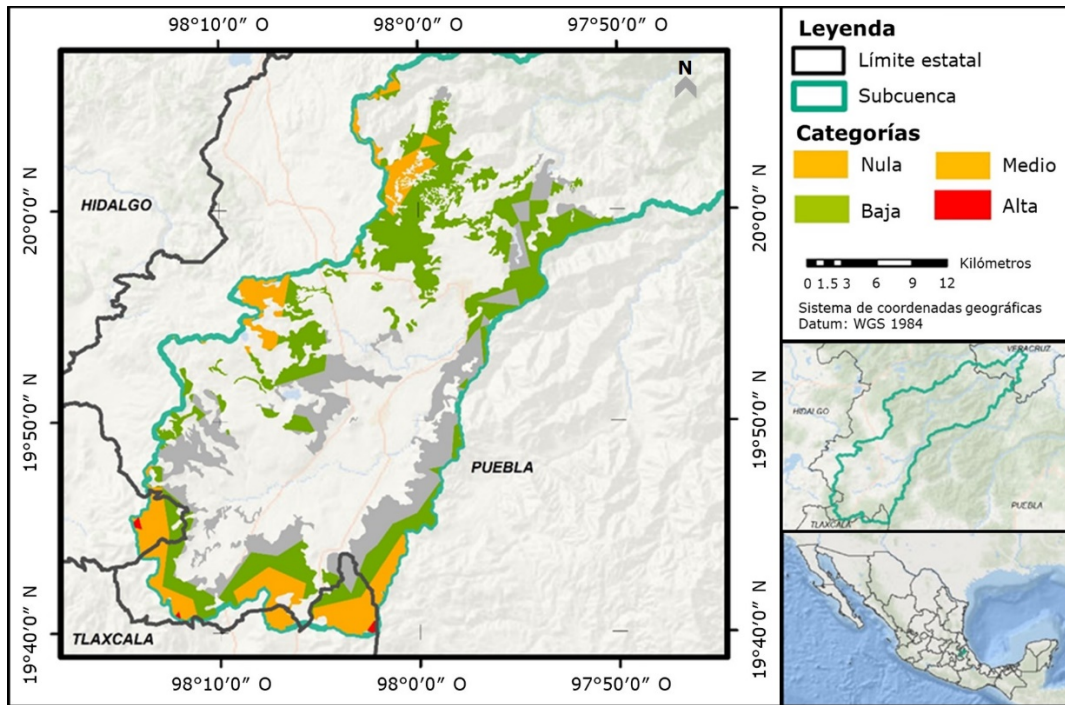 98°10'0" O 98°0'0" O 97°50'0" O
N
20°0'0" N
19°50'0" N
19°40'0" N
HIDALGO
PUEBLA
TLAXCALA
20°0'0" N
19°50'0" N
19°40'0" N
98°10'0" O 98°0'0" O 97°50'0" O
Leyenda
Límite estatal
Subcuenca
Categorías
Nula Medio
Baja Alta
Kilómetros
0 1.5 3 6 9 12
Sistema de coordenadas geográficas
Datum: WGS 1984
VERACRUZ
HIDALGO
PUEBLA
TLAXCALA